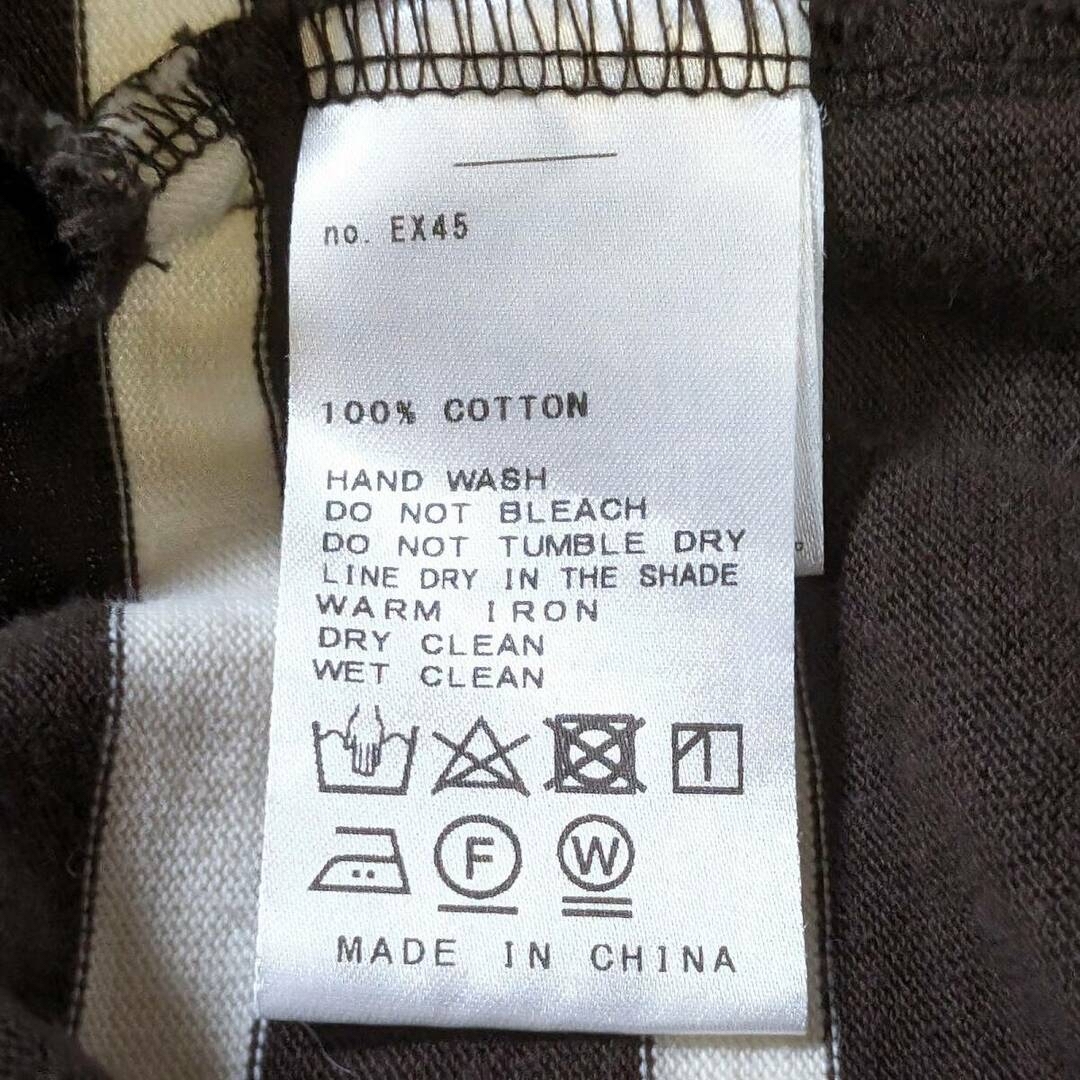 no. EX45
100% COTTON
HAND WASH
DO NOT BLEACH
DO NOT TUMBLE DRY
LINE DRY IN THE SHADE
WARM IRON
DRY CLEAN
WET CLEAN
F W
MADE IN CHINA